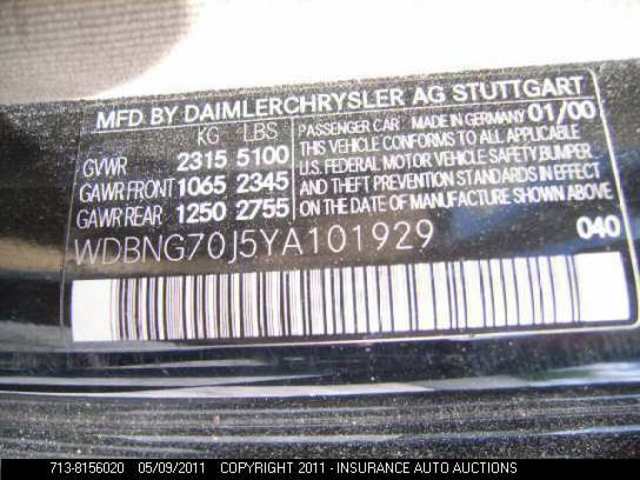 MFD BY DAIMLERCHRYSLER AG STUTTGART
KG LBS
GVWR 2315 5100
GAWR FRONT 1065 2345
GAWR REAR 1250 2755
PASSENGER CAR MADE IN GERMANY 01/00
THIS VEHICLE CONFORMS TO ALL APPLICABLE
U.S. FEDERAL MOTOR VEHICLE SAFETY, BUMPER,
AND THEFT PREVENTION STANDARDS IN EFFECT
ON THE DATE OF MANUFACTURE SHOWN ABOVE
WDBNG70J5YA101929
040
713-8156020 05/09/2011 COPYRIGHT 2011 - INSURANCE AUTO AUCTIONS